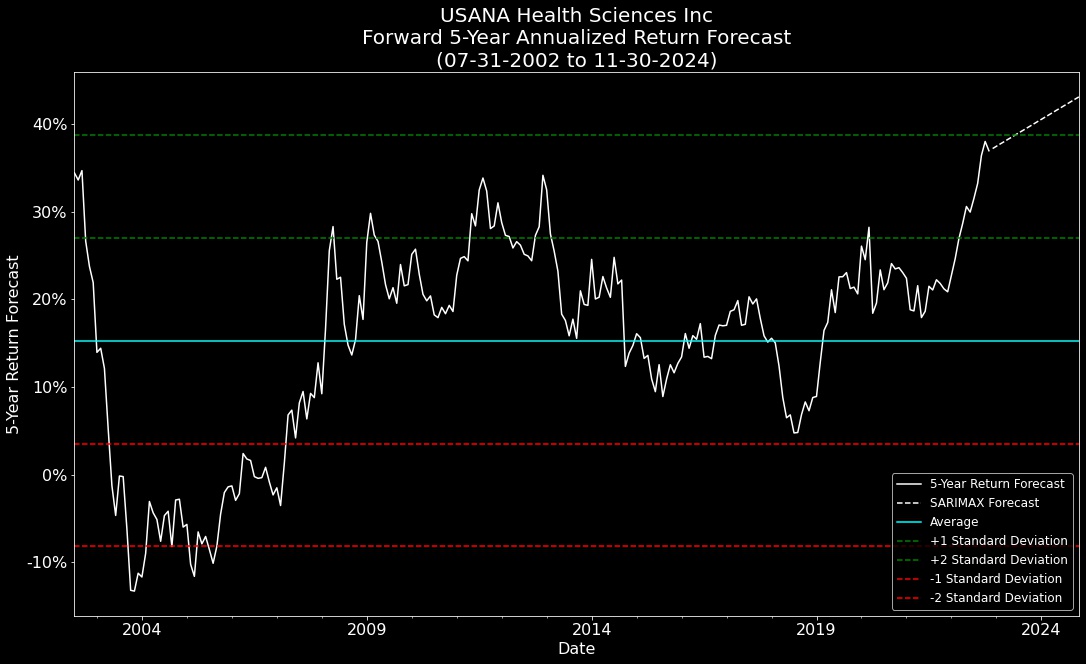 USANA Health Sciences Inc
Forward 5-Year Annualized Return Forecast
(07-31-2002 to 11-30-2024)
5-Year Return Forecast
40%
30%
20%
10%
0%
-10%
2004
2009
2014
2019
2024
Date
5-Year Return Forecast
SARIMAX Forecast
Average
+1 Standard Deviation
+2 Standard Deviation
-1 Standard Deviation
-2 Standard Deviation